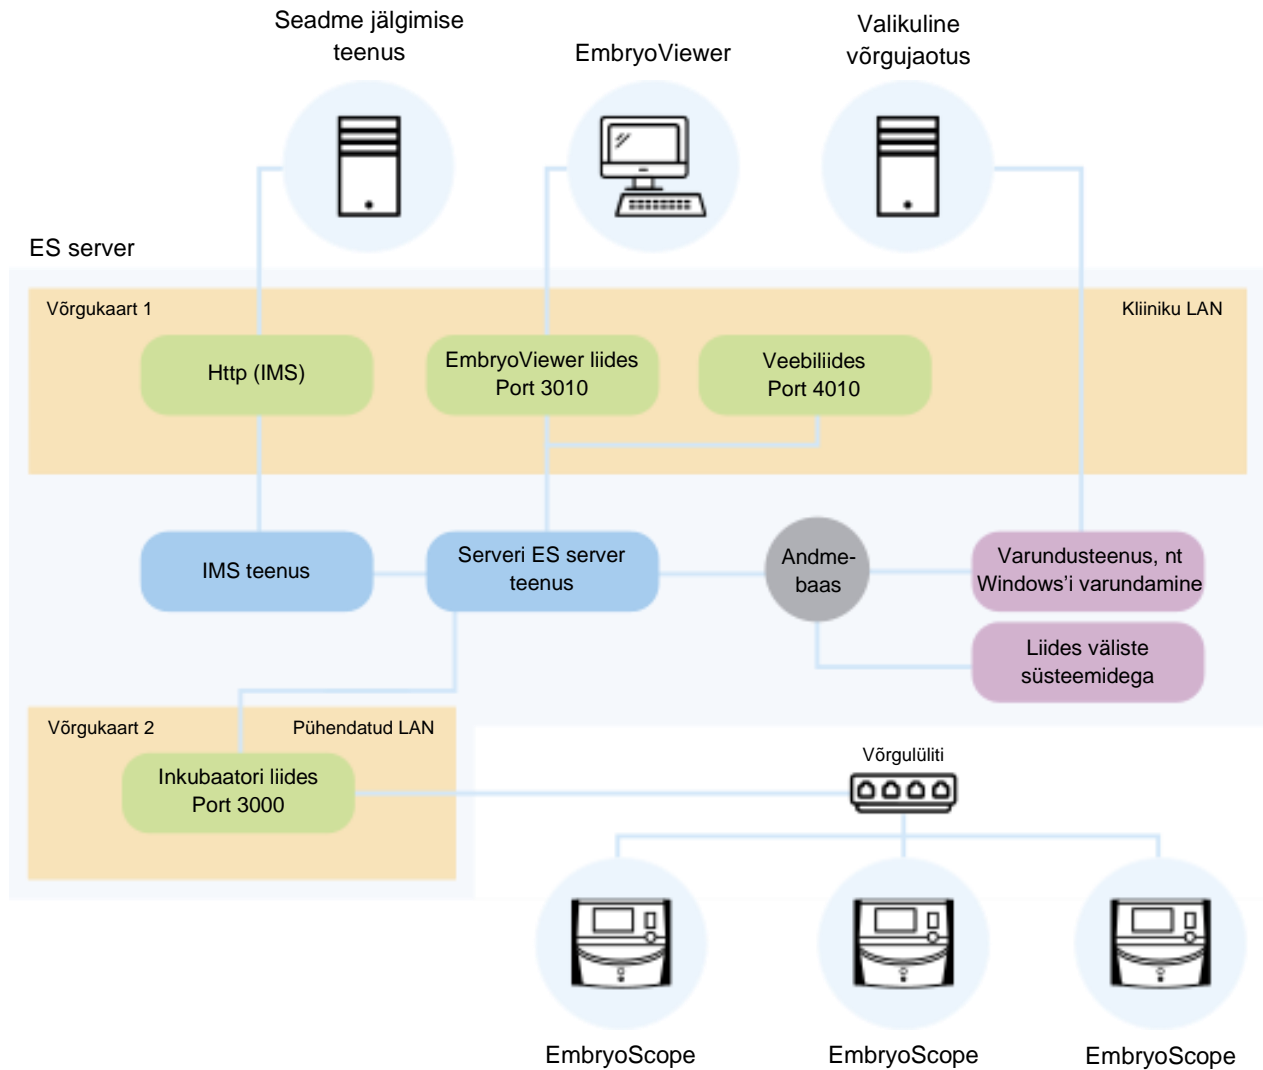 Seadme jälgimise
teenus
EmbryoViewer
Valikuline
võrgujaotus
ES server
Võrgukaart 1
Kliiniku LAN
Http (IMS)
EmbryoViewer liides
Port 3010
Veebiliides
Port 4010
IMS teenus
Serveri ES server
teenus
Andme-
baas
Varundusteenus, nt
Windows’i varundamine
Liides väliste
süsteemidega
Võrgukaart 2
Pühendatud LAN
Inkubaatori liides
Port 3000
Võrgulüliti
EmbryoScope
EmbryoScope
EmbryoScope